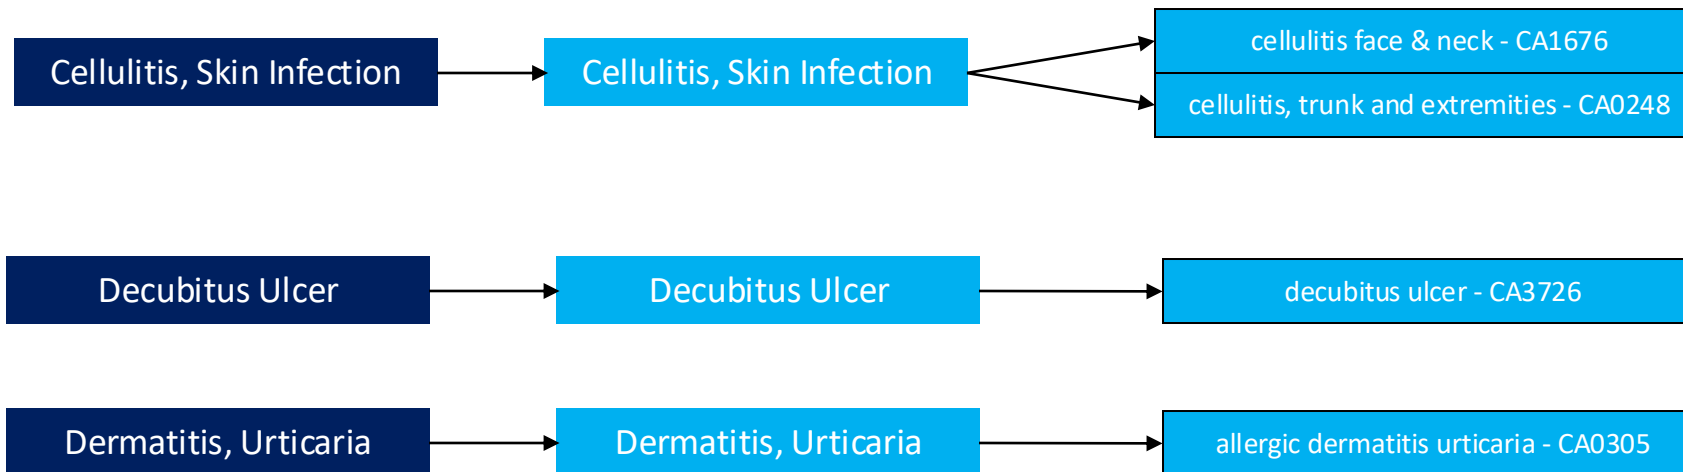 Cellulitis, Skin Infection
Cellulitis, Skin Infection
cellulitis face & neck - CA1676
cellulitis, trunk and extremities - CA0248
Decubitus Ulcer
Decubitus Ulcer
decubitus ulcer - CA3726
Dermatitis, Urticaria
Dermatitis, Urticaria
allergic dermatitis urticaria - CA0305